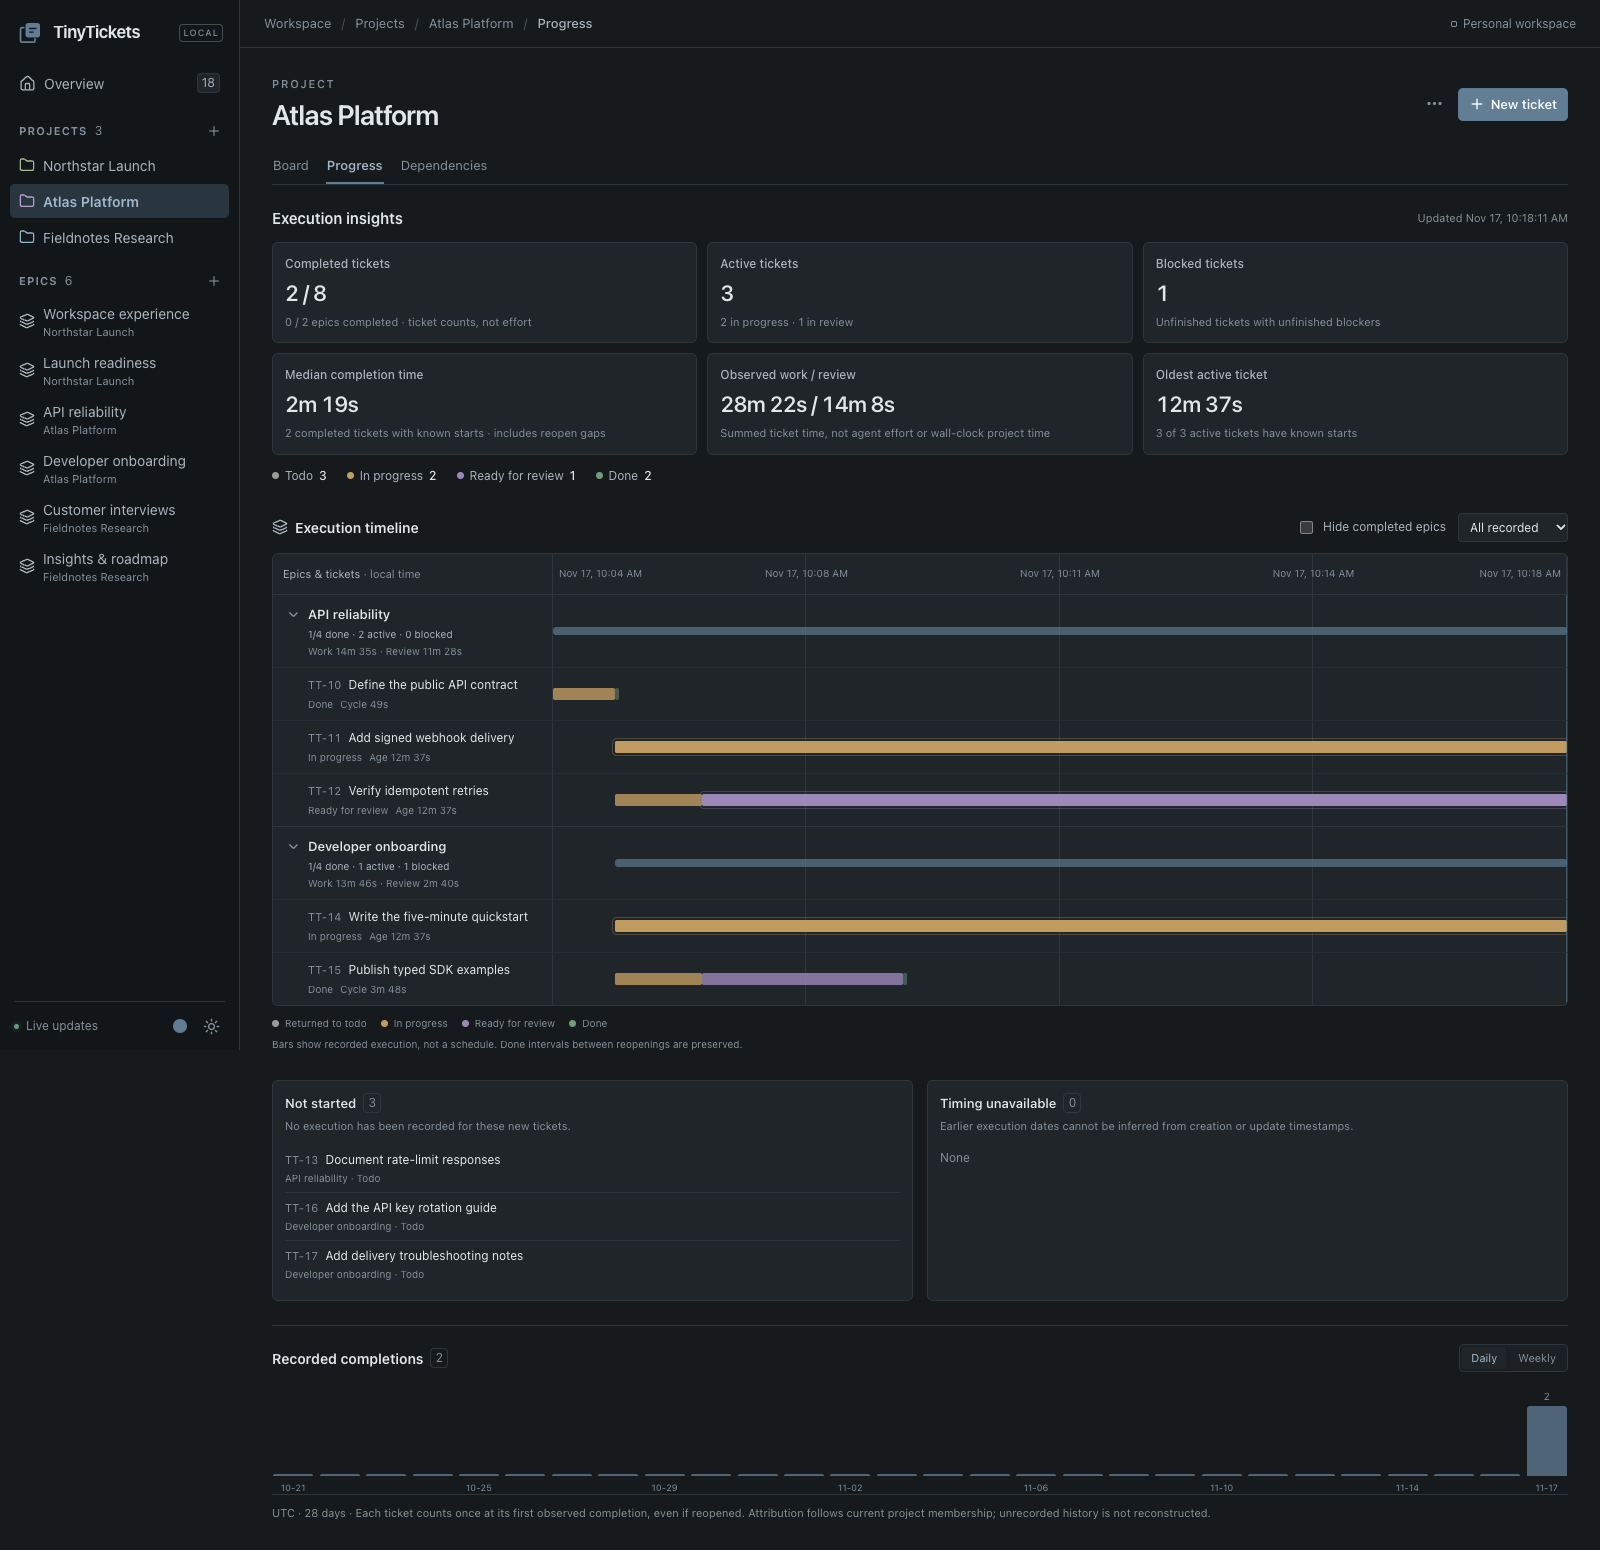 TinyTickets LOCAL
Overview 18
PROJECTS 3 +
Northstar Launch
Atlas Platform
Fieldnotes Research
EPICS 6 +
Workspace experience
Northstar Launch
Launch readiness
Northstar Launch
API reliability
Atlas Platform
Developer onboarding
Atlas Platform
Customer interviews
Fieldnotes Research
Insights & roadmap
Fieldnotes Research
Live updates
Workspace / Projects / Atlas Platform / Progress
Personal workspace
PROJECT
Atlas Platform
+ New ticket
Board Progress Dependencies
Execution insights
Updated Nov 17, 10:18:11 AM
Completed tickets
2 / 8
0 / 2 epics completed · ticket counts, not effort
Active tickets
3
2 in progress · 1 in review
Blocked tickets
1
Unfinished tickets with unfinished blockers
Median completion time
2m 19s
2 completed tickets with known starts · includes reopen gaps
Observed work / review
28m 22s / 14m 8s
Summed ticket time, not agent effort or wall-clock project time
Oldest active ticket
12m 37s
3 of 3 active tickets have known starts
Todo 3 In progress 2 Ready for review 1 Done 2
Execution timeline
Hide completed epics All recorded
Epics & tickets · local time Nov 17, 10:04 AM Nov 17, 10:08 AM Nov 17, 10:11 AM Nov 17, 10:14 AM Nov 17, 10:18 AM
API reliability
1/4 done · 2 active · 0 blocked
Work 14m 35s · Review 11m 28s
TT-10 Define the public API contract
Done Cycle 49s
TT-11 Add signed webhook delivery
In progress Age 12m 37s
TT-12 Verify idempotent retries
Ready for review Age 12m 37s
Developer onboarding
1/4 done · 1 active · 1 blocked
Work 13m 46s · Review 2m 40s
TT-14 Write the five-minute quickstart
In progress Age 12m 37s
TT-15 Publish typed SDK examples
Done Cycle 3m 48s
Returned to todo In progress Ready for review Done
Bars show recorded execution, not a schedule. Done intervals between reopenings are preserved.
Not started 3
No execution has been recorded for these new tickets.
TT-13 Document rate-limit responses
API reliability · Todo
TT-16 Add the API key rotation guide
Developer onboarding · Todo
TT-17 Add delivery troubleshooting notes
Developer onboarding · Todo
Timing unavailable 0
Earlier execution dates cannot be inferred from creation or update timestamps.
None
Recorded completions 2
Daily Weekly
2
10-21 10-25 10-29 11-02 11-06 11-10 11-14 11-17
UTC · 28 days · Each ticket counts once at its first observed completion, even if reopened. Attribution follows current project membership; unrecorded history is not reconstructed.